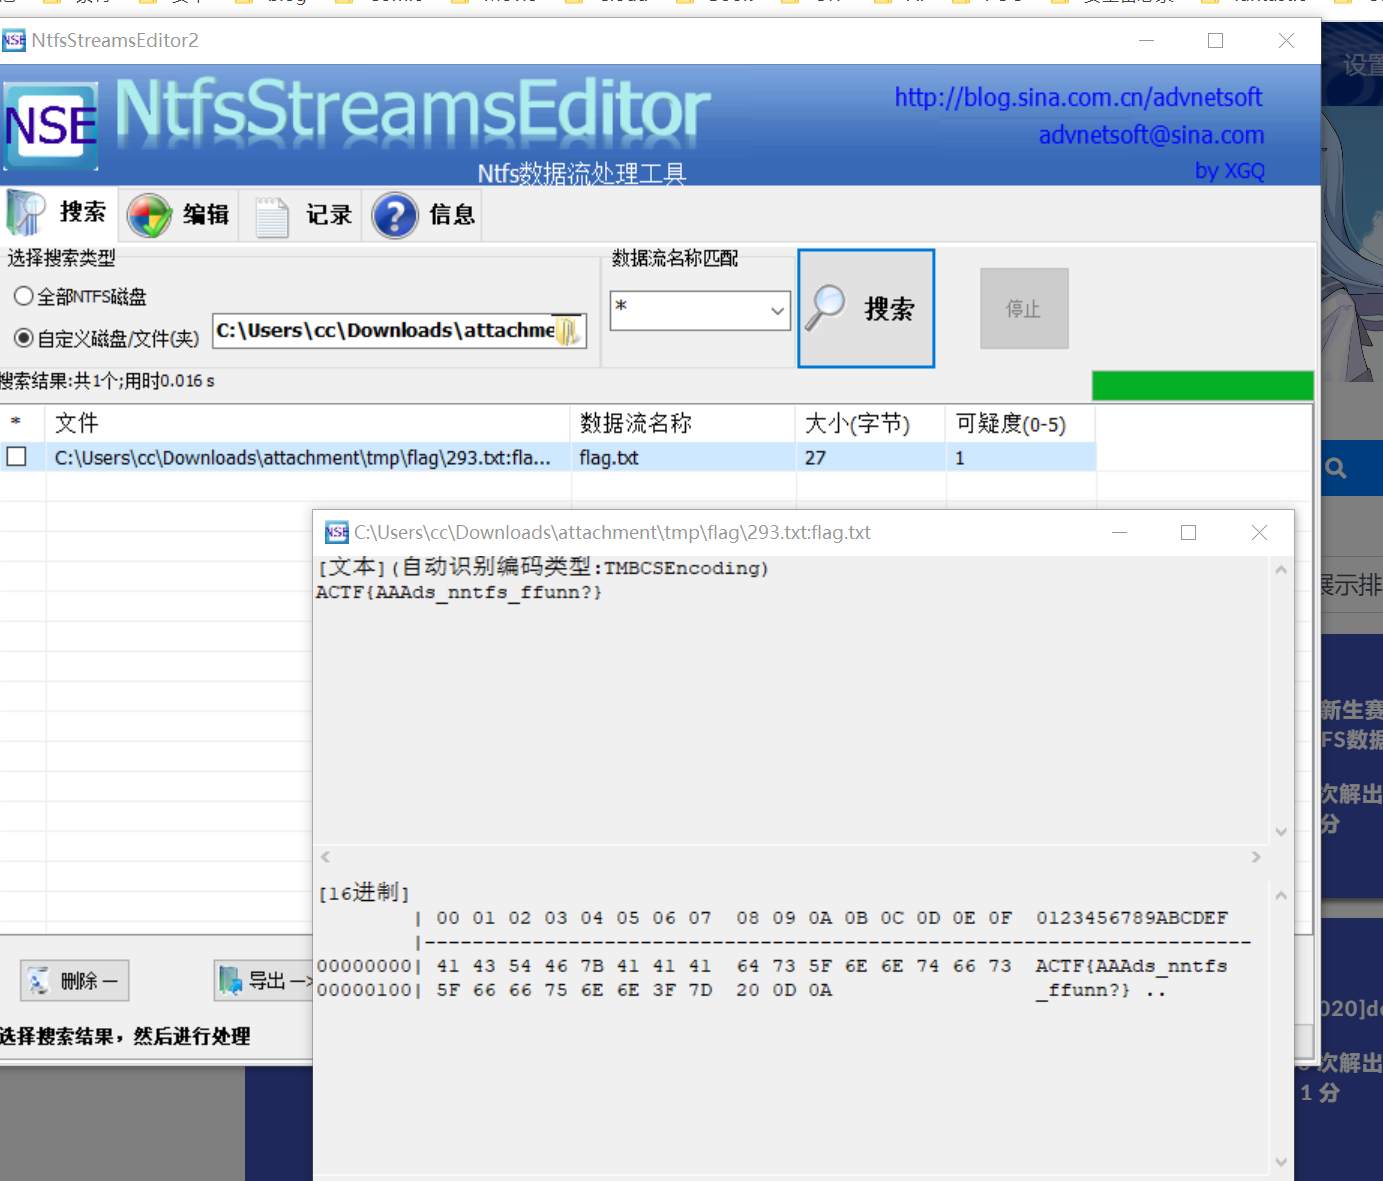 NSE NtfsStreamsEditor2
NSE
NtfsStreamsEditor
Ntfs数据流处理工具
http://blog.sina.com.cn/advnetsoft
advnetsoft@sina.com
by XGQ
设置
搜索 编辑 记录 信息
选择搜索类型
全部NTFS磁盘
自定义磁盘/文件(夹)
C:\Users\cc\Downloads\attachme
数据流名称匹配
*
搜索
停止
搜索结果:共1个;用时0.016 s
* 文件 数据流名称 大小(字节) 可疑度(0-5)
C:\Users\cc\Downloads\attachment\tmp\flag\293.txt:fla... flag.txt 27 1
NSE C:\Users\cc\Downloads\attachment\tmp\flag\293.txt:flag.txt
[文本](自动识别编码类型:TMBCSEncoding)
ACTF{AAAds_nntfs_ffunn?}
[16进制]
| 00 01 02 03 04 05 06 07 08 09 0A 0B 0C 0D 0E 0F 0123456789ABCDEF
|---------------------------------------------------------------------
00000000| 41 43 54 46 7B 41 41 41 64 73 5F 6E 6E 74 66 73 ACTF{AAAds_nntfs
00000100| 5F 66 66 75 6E 6E 3F 7D 20 0D 0A _ffunn?} ..
删除 —
导出 —>
选择搜索结果，然后进行处理
展示排
新生赛
FS数据
次解出
分
020]de
次解出
1 分